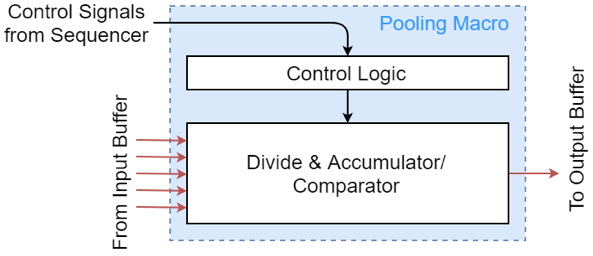 Control Signals
from Sequencer
Pooling Macro
Control Logic
From Input Buffer
Divide & Accumulator/
Comparator
To Output Buffer